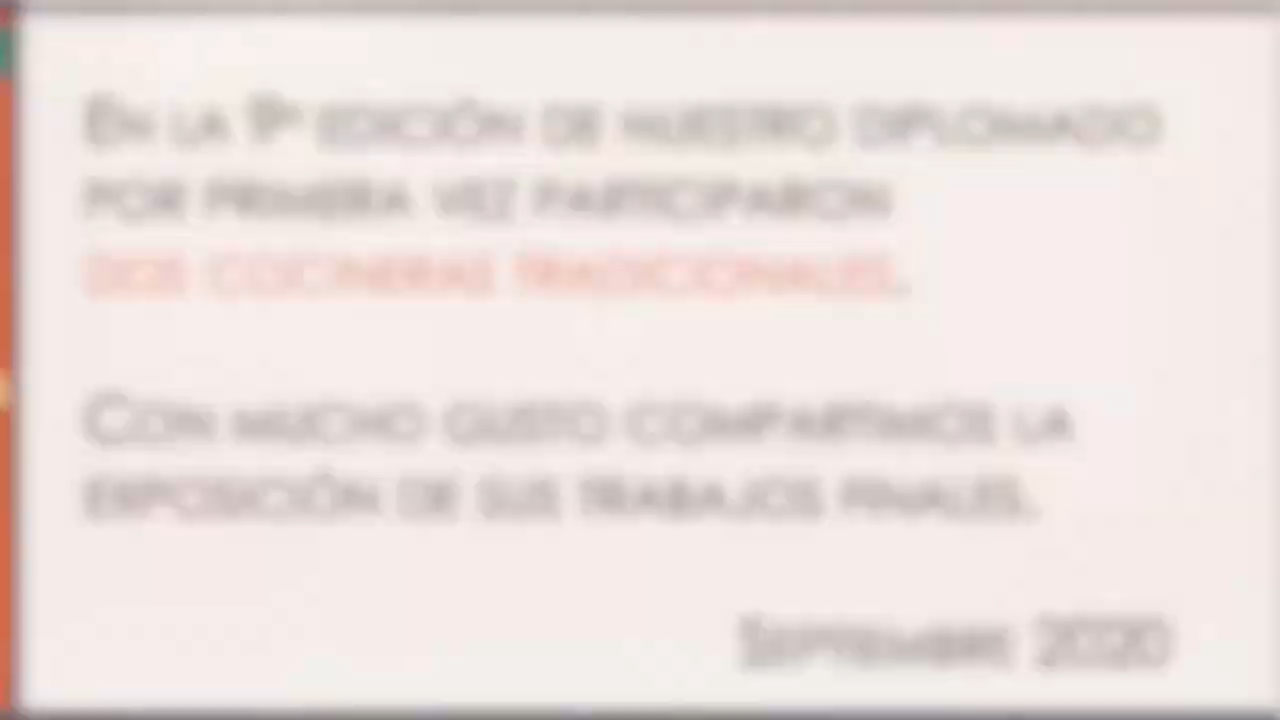 En la edición de nuestro diplomado
por primera vez participaron
dos cocineras tradicionales.
Con mucho gusto compartimos la
exposición de sus trabajos finales.
Septiembre 2020